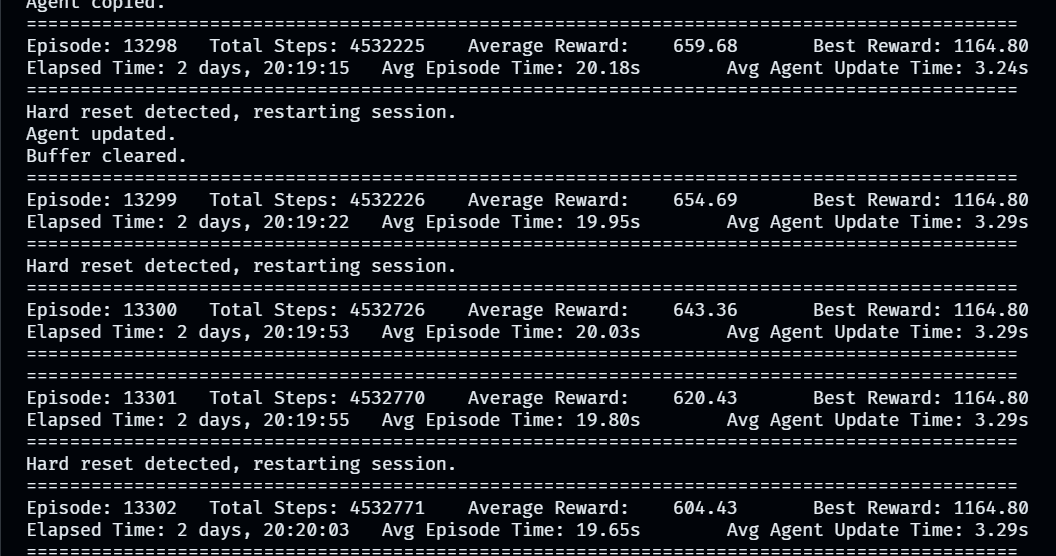 Agent copied.
============================================================================================
Episode: 13298   Total Steps: 4532225    Average Reward:    659.68       Best Reward: 1164.80
Elapsed Time: 2 days, 20:19:15   Avg Episode Time: 20.18s        Avg Agent Update Time: 3.24s
============================================================================================
Hard reset detected, restarting session.
Agent updated.
Buffer cleared.
============================================================================================
Episode: 13299   Total Steps: 4532226    Average Reward:    654.69       Best Reward: 1164.80
Elapsed Time: 2 days, 20:19:22   Avg Episode Time: 19.95s        Avg Agent Update Time: 3.29s
============================================================================================
Hard reset detected, restarting session.
============================================================================================
Episode: 13300   Total Steps: 4532726    Average Reward:    643.36       Best Reward: 1164.80
Elapsed Time: 2 days, 20:19:53   Avg Episode Time: 20.03s        Avg Agent Update Time: 3.29s
============================================================================================
============================================================================================
Episode: 13301   Total Steps: 4532770    Average Reward:    620.43       Best Reward: 1164.80
Elapsed Time: 2 days, 20:19:55   Avg Episode Time: 19.80s        Avg Agent Update Time: 3.29s
============================================================================================
Hard reset detected, restarting session.
============================================================================================
Episode: 13302   Total Steps: 4532771    Average Reward:    604.43       Best Reward: 1164.80
Elapsed Time: 2 days, 20:20:03   Avg Episode Time: 19.65s        Avg Agent Update Time: 3.29s
============================================================================================